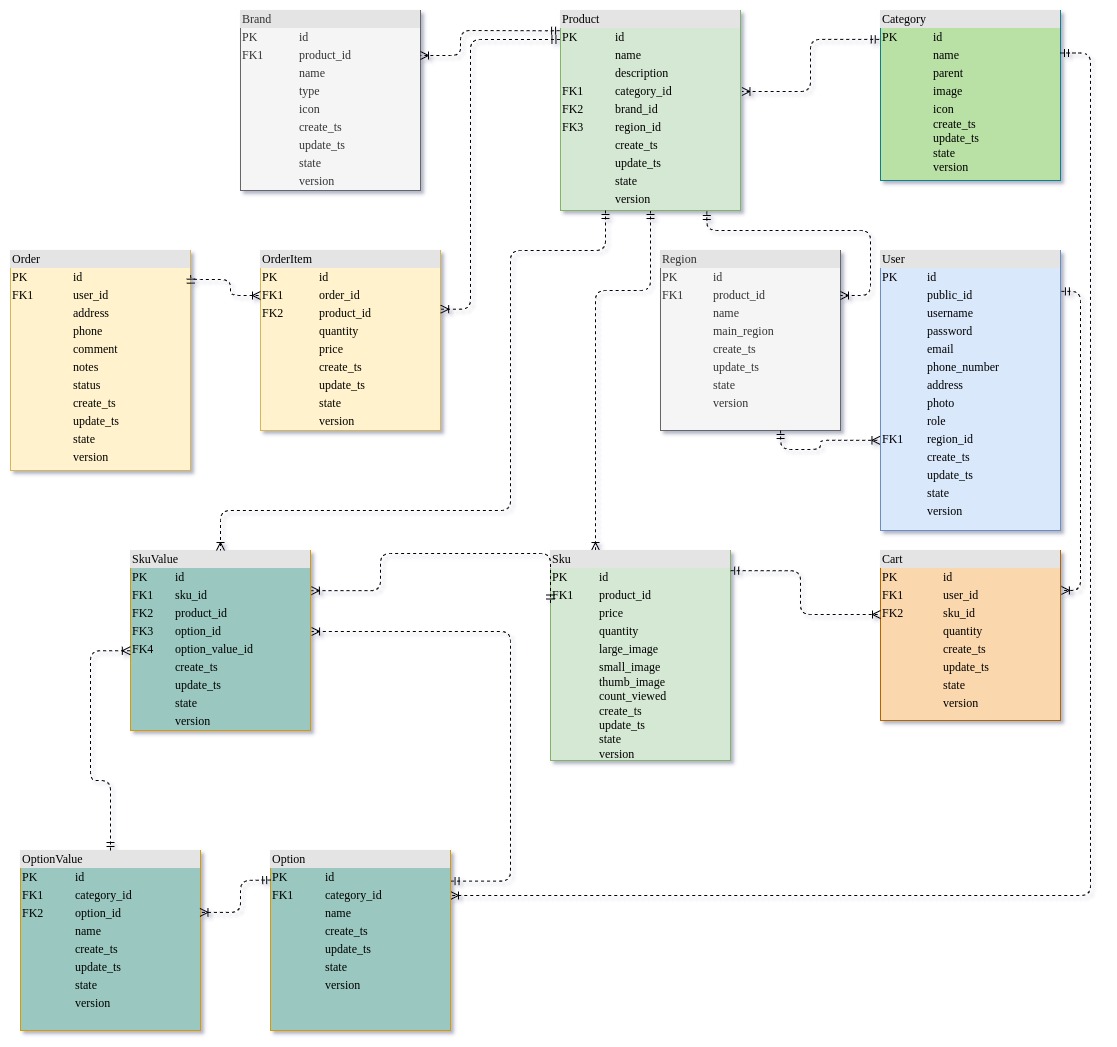 Brand
PK id
FK1 product_id
name
type
icon
create_ts
update_ts
state
version
Product
PK id
name
description
FK1 category_id
FK2 brand_id
FK3 region_id
create_ts
update_ts
state
version
Category
PK id
name
parent
image
icon
create_ts
update_ts
state
version
Order
PK id
FK1 user_id
address
phone
comment
notes
status
create_ts
update_ts
state
version
OrderItem
PK id
FK1 order_id
FK2 product_id
quantity
price
create_ts
update_ts
state
version
Region
PK id
FK1 product_id
name
main_region
create_ts
update_ts
state
version
User
PK id
public_id
username
password
email
phone_number
address
photo
role
FK1 region_id
create_ts
update_ts
state
version
SkuValue
PK id
FK1 sku_id
FK2 product_id
FK3 option_id
FK4 option_value_id
create_ts
update_ts
state
version
Sku
PK id
FK1 product_id
price
quantity
large_image
small_image
thumb_image
count_viewed
create_ts
update_ts
state
version
Cart
PK id
FK1 user_id
FK2 sku_id
quantity
create_ts
update_ts
state
version
OptionValue
PK id
FK1 category_id
FK2 option_id
name
create_ts
update_ts
state
version
Option
PK id
FK1 category_id
name
create_ts
update_ts
state
version